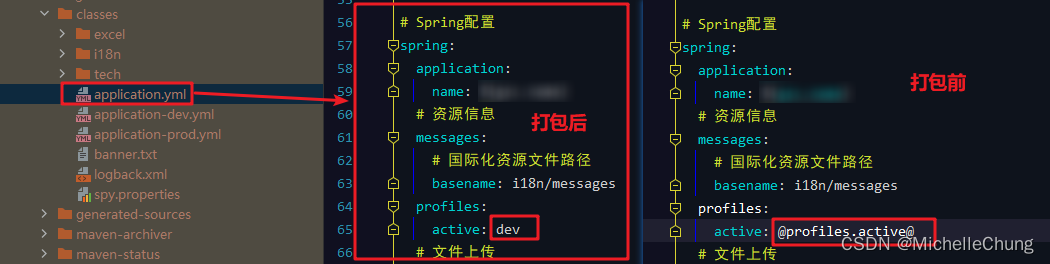 classes
excel
i18n
tech
application.yml
application-dev.yml
application-prod.yml
banner.txt
logback.xml
spy.properties
generated-sources
maven-archiver
maven-status
56 # Spring配置
57 spring:
58 application:
59 name:
60 # 资源信息
61 messages:
62 # 国际化资源文件路径
63 basename: i18n/messages
64 profiles:
65 active: dev
66 # 文件上传
打包后
# Spring配置
spring:
application:
name:
# 资源信息
messages:
# 国际化资源文件路径
basename: i18n/messages
profiles:
active: @profiles.active@
# 文件上传
打包前
CSDN @MichelleChung